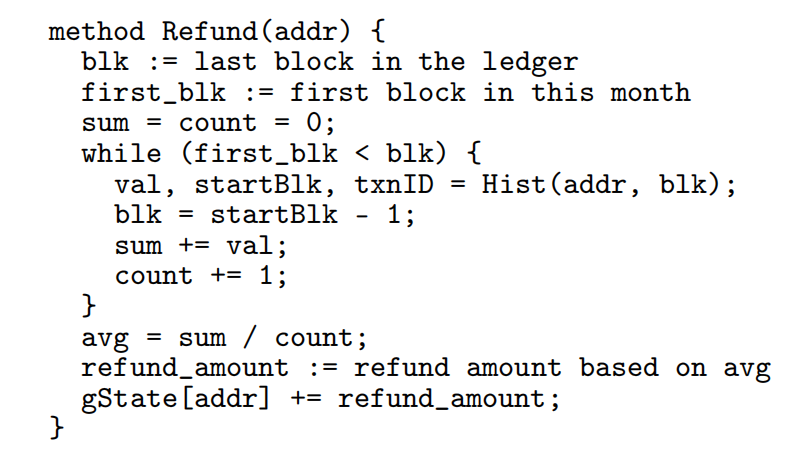 method Refund(addr) {
blk := last block in the ledger
first_blk := first block in this month
sum = count = 0;
while (first_blk < blk) {
val, startBlk, txnID = Hist(addr, blk);
blk = startBlk - 1;
sum += val;
count += 1;
}
avg = sum / count;
refund_amount := refund amount based on avg
gState[addr] += refund_amount;
}